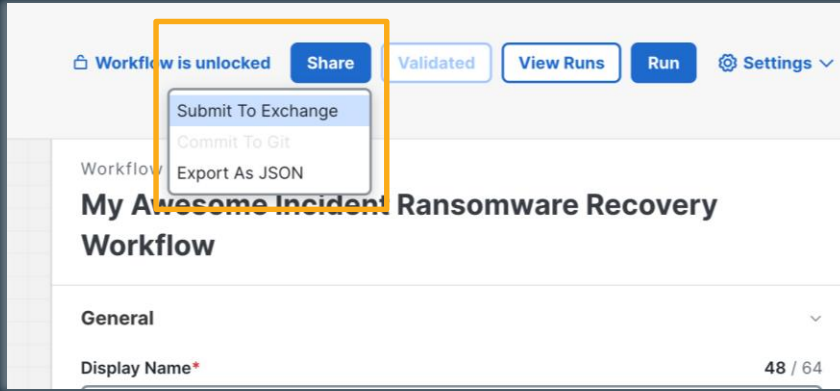 Workflow is unlocked Share Validated View Runs Run Settings
Submit To Exchange
Commit To Git
Export As JSON
Workflow
My Awesome Incident Ransomware Recovery
Workflow
General
Display Name* 48 / 64